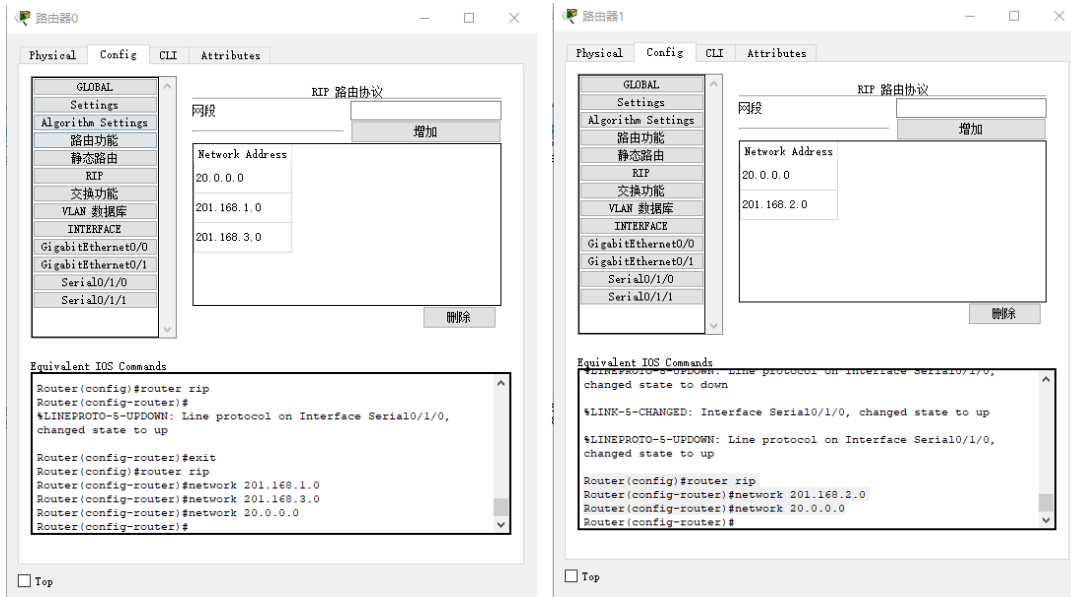 路由器0
Physical Config CLI Attributes
GLOBAL
Settings
Algorithm Settings
路由功能
静态路由
RIP
交换功能
VLAN 数据库
INTERFACE
GigabitEthernet0/0
GigabitEthernet0/1
Serial0/1/0
Serial0/1/1
RIP 路由协议
网段
增加
Network Address
20.0.0.0
201.168.1.0
201.168.3.0
删除
Equivalent IOS Commands
Router(config)#router rip
Router(config-router)#
%LINEPROTO-5-UPDOWN: Line protocol on Interface Serial0/1/0,
changed state to up
Router(config-router)#exit
Router(config)#router rip
Router(config-router)#network 201.168.1.0
Router(config-router)#network 201.168.3.0
Router(config-router)#network 20.0.0.0
Router(config-router)#
Top
路由器1
Physical Config CLI Attributes
GLOBAL
Settings
Algorithm Settings
路由功能
静态路由
RIP
交换功能
VLAN 数据库
INTERFACE
GigabitEthernet0/0
GigabitEthernet0/1
Serial0/1/0
Serial0/1/1
RIP 路由协议
网段
增加
Network Address
20.0.0.0
201.168.2.0
删除
Equivalent IOS Commands
%LINEPROTO-5-UPDOWN: Line protocol on Interface Serial0/1/0,
changed state to down
%LINK-5-CHANGED: Interface Serial0/1/0, changed state to up
%LINEPROTO-5-UPDOWN: Line protocol on Interface Serial0/1/0,
changed state to up
Router(config)#router rip
Router(config-router)#network 201.168.2.0
Router(config-router)#network 20.0.0.0
Router(config-router)#
Top